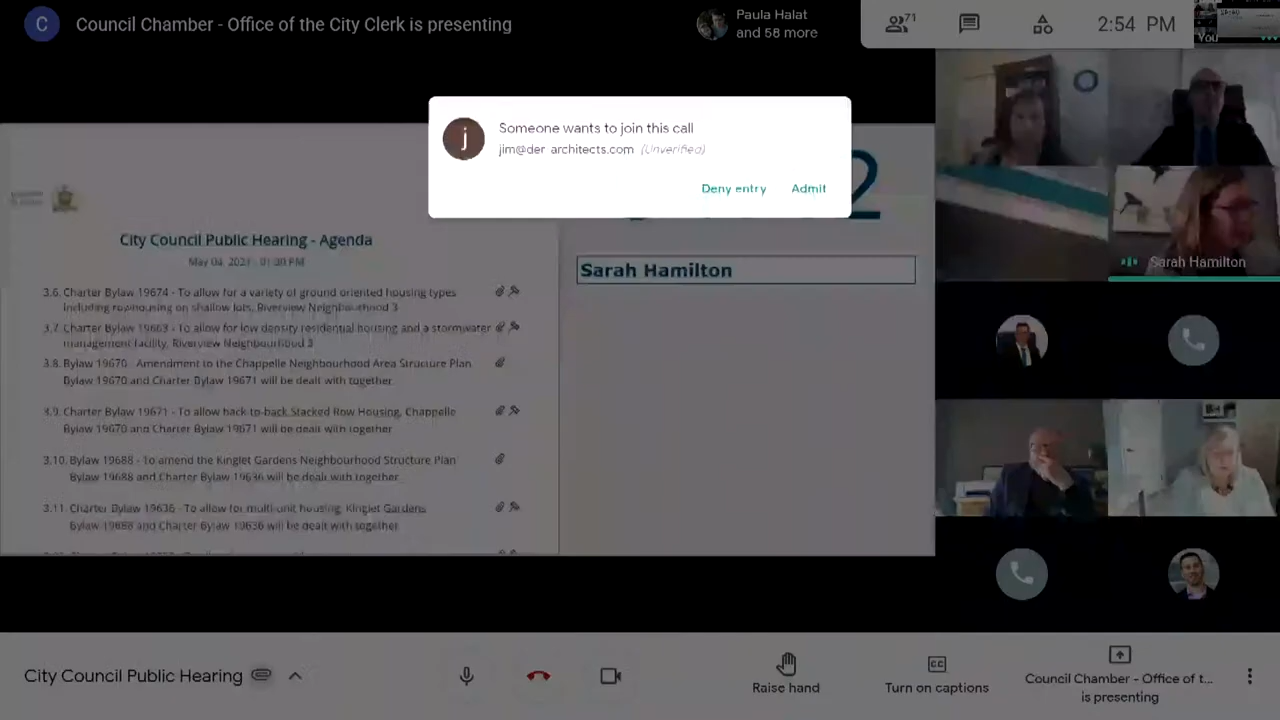 C Council Chamber - Office of the City Clerk is presenting
Paula Halat
and 58 more
71
2:54 PM
You
Someone wants to join this call
j
jim@der-architects.com (Unverified)
Deny entry Admit
2
City Council Public Hearing - Agenda
May 04, 2021 - 01:30 PM
3.6. Charter Bylaw 19674 - To allow for a variety of ground oriented housing types
including rowhousing on shallow lots, Riverview Neighbourhood 3
3.7. Charter Bylaw 19663 - To allow for low density residential housing and a stormwater
management facility, Riverview Neighbourhood 3
3.8. Bylaw 19670 - Amendment to the Chappelle Neighbourhood Area Structure Plan
Bylaw 19670 and Charter Bylaw 19671 will be dealt with together
3.9. Charter Bylaw 19671 - To allow back-to-back Stacked Row Housing, Chappelle
Bylaw 19670 and Charter Bylaw 19671 will be dealt with together
3.10. Bylaw 19688 - To amend the Kinglet Gardens Neighbourhood Structure Plan
Bylaw 19688 and Charter Bylaw 19636 will be dealt with together
3.11. Charter Bylaw 19636 - To allow for multi-unit housing, Kinglet Gardens
Bylaw 19688 and Charter Bylaw 19636 will be dealt with together
Sarah Hamilton
Sarah Hamilton
City Council Public Hearing
Raise hand
CC
Turn on captions
Council Chamber - Office of t...
is presenting